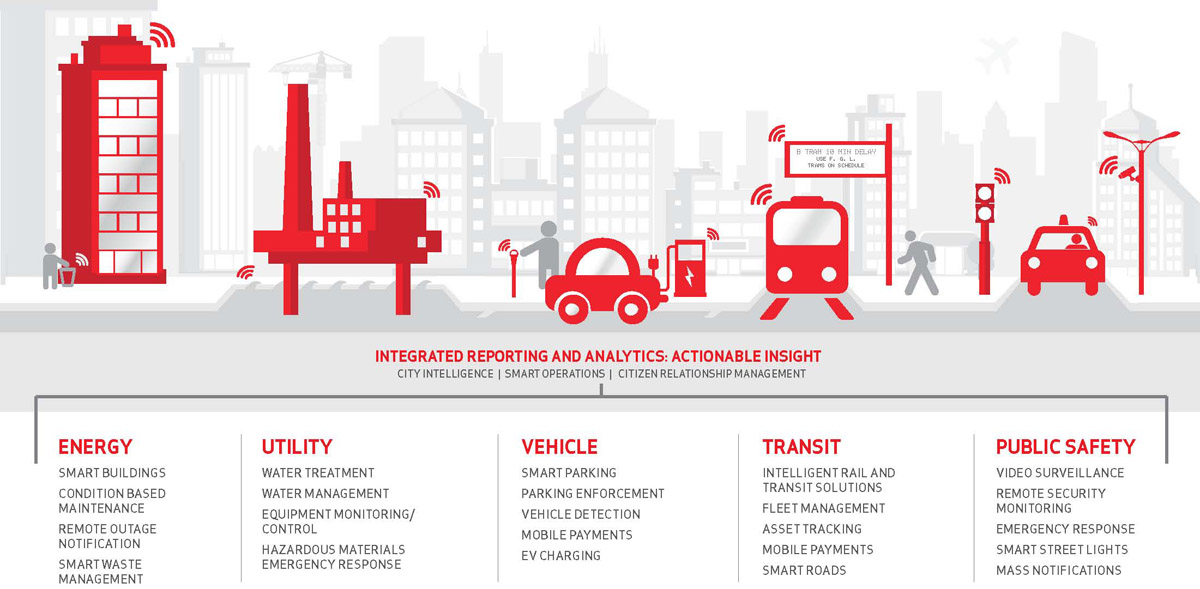 8 TRAM 10 MIN DELAY
USE F. G. L.
TRAMS ON SCHEDULE
INTEGRATED REPORTING AND ANALYTICS: ACTIONABLE INSIGHT
CITY INTELLIGENCE | SMART OPERATIONS | CITIZEN RELATIONSHIP MANAGEMENT
ENERGY
SMART BUILDINGS
CONDITION BASED
MAINTENANCE
REMOTE OUTAGE
NOTIFICATION
SMART WASTE
MANAGEMENT
UTILITY
WATER TREATMENT
WATER MANAGEMENT
EQUIPMENT MONITORING/
CONTROL
HAZARDOUS MATERIALS
EMERGENCY RESPONSE
VEHICLE
SMART PARKING
PARKING ENFORCEMENT
VEHICLE DETECTION
MOBILE PAYMENTS
EV CHARGING
TRANSIT
INTELLIGENT RAIL AND
TRANSIT SOLUTIONS
FLEET MANAGEMENT
ASSET TRACKING
MOBILE PAYMENTS
SMART ROADS
PUBLIC SAFETY
VIDEO SURVEILLANCE
REMOTE SECURITY
MONITORING
EMERGENCY RESPONSE
SMART STREET LIGHTS
MASS NOTIFICATIONS